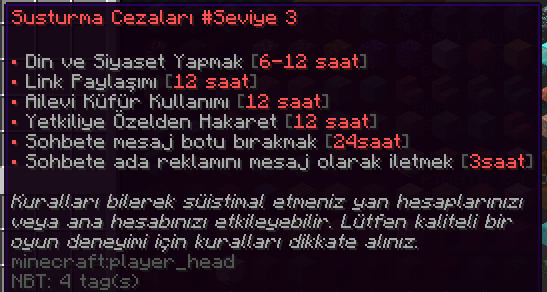 Susturma Cezaları #Seviye 3
• Din ve Siyaset Yapmak [6-12 saat]
• Link Paylaşımı [12 saat]
• Ailevi Küfür Kullanımı [12 saat]
• Yetkiliye Özelden Hakaret [12 saat]
• Sohbete mesaj botu bırakmak [24saat]
• Sohbete ada reklamını mesaj olarak iletmek [3saat]
Kuralları bilerek süistimal etmeniz yan hesaplarınızı
veya ana hesabınızı etkileyebilir. Lütfen kaliteli bir
oyun deneyimi için kuralları dikkate alınız.
minecraft:player_head
NBT: 4 tag(s)